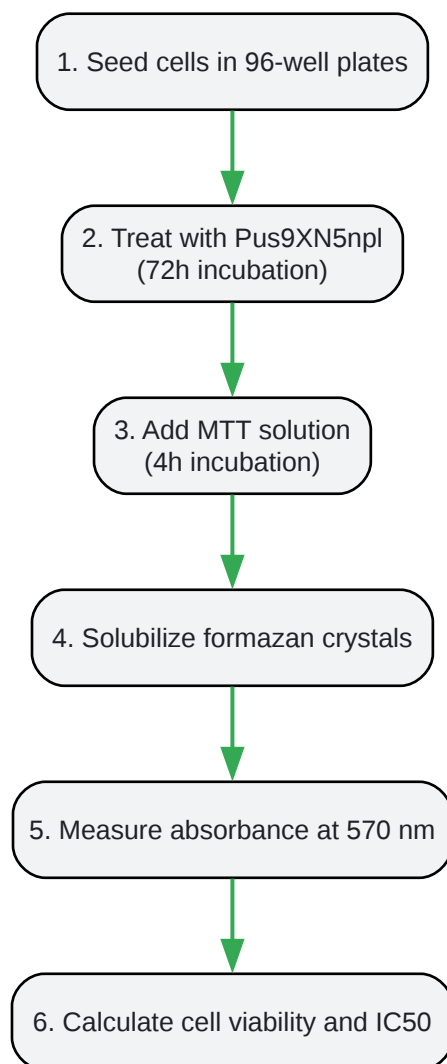 1. Seed cells in 96-well plates
2. Treat with Pus9XN5npl
(72h incubation)
3. Add MTT solution
(4h incubation)
4. Solubilize formazan crystals
5. Measure absorbance at 570 nm
6. Calculate cell viability and IC50